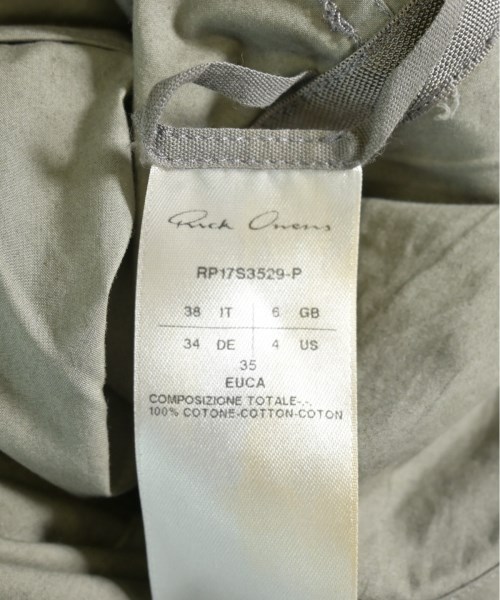 Rick Owens
RP17S3529-P
38 IT 6 GB
34 DE 4 US
35
EUCA
COMPOSIZIONE TOTALE-.-.
100% COTONE-COTTON-COTON